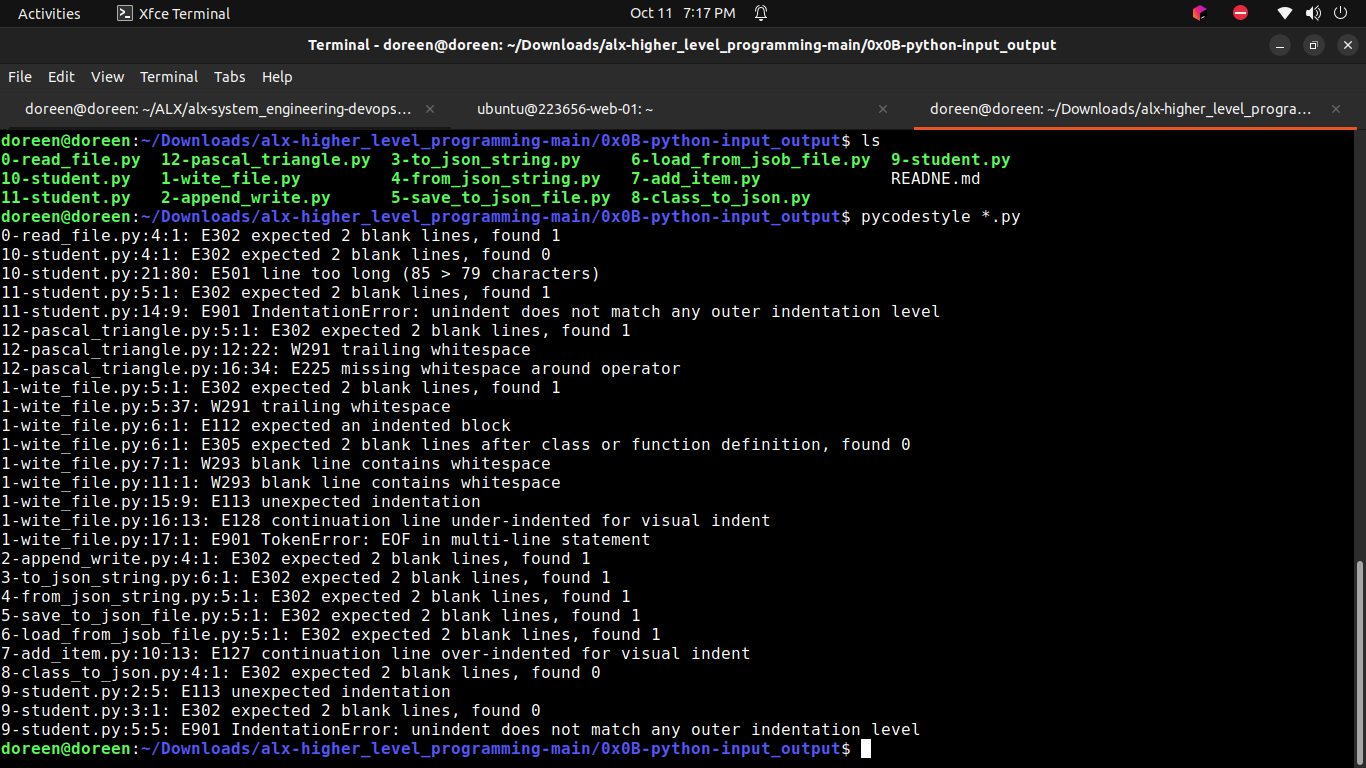 Activities Xfce Terminal Oct 11 7:17 PM
Terminal - doreen@doreen: ~/Downloads/alx-higher_level_programming-main/0x0B-python-input_output
File Edit View Terminal Tabs Help
doreen@doreen: ~/ALX/alx-system_engineering-devops... ubuntu@223656-web-01: ~ doreen@doreen: ~/Downloads/alx-higher_level_progra...
doreen@doreen:~/Downloads/alx-higher_level_programming-main/0x0B-python-input_output$ ls
0-read_file.py 12-pascal_triangle.py 3-to_json_string.py 6-load_from_jsob_file.py 9-student.py
10-student.py 1-wite_file.py 4-from_json_string.py 7-add_item.py READNE.md
11-student.py 2-append_write.py 5-save_to_json_file.py 8-class_to_json.py
doreen@doreen:~/Downloads/alx-higher_level_programming-main/0x0B-python-input_output$ pycodestyle *.py
0-read_file.py:4:1: E302 expected 2 blank lines, found 1
10-student.py:4:1: E302 expected 2 blank lines, found 0
10-student.py:21:80: E501 line too long (85 > 79 characters)
11-student.py:5:1: E302 expected 2 blank lines, found 1
11-student.py:14:9: E901 IndentationError: unindent does not match any outer indentation level
12-pascal_triangle.py:5:1: E302 expected 2 blank lines, found 1
12-pascal_triangle.py:12:22: W291 trailing whitespace
12-pascal_triangle.py:16:34: E225 missing whitespace around operator
1-wite_file.py:5:1: E302 expected 2 blank lines, found 1
1-wite_file.py:5:37: W291 trailing whitespace
1-wite_file.py:6:1: E112 expected an indented block
1-wite_file.py:6:1: E305 expected 2 blank lines after class or function definition, found 0
1-wite_file.py:7:1: W293 blank line contains whitespace
1-wite_file.py:11:1: W293 blank line contains whitespace
1-wite_file.py:15:9: E113 unexpected indentation
1-wite_file.py:16:13: E128 continuation line under-indented for visual indent
1-wite_file.py:17:1: E901 TokenError: EOF in multi-line statement
2-append_write.py:4:1: E302 expected 2 blank lines, found 1
3-to_json_string.py:6:1: E302 expected 2 blank lines, found 1
4-from_json_string.py:5:1: E302 expected 2 blank lines, found 1
5-save_to_json_file.py:5:1: E302 expected 2 blank lines, found 1
6-load_from_jsob_file.py:5:1: E302 expected 2 blank lines, found 1
7-add_item.py:10:13: E127 continuation line over-indented for visual indent
8-class_to_json.py:4:1: E302 expected 2 blank lines, found 0
9-student.py:2:5: E113 unexpected indentation
9-student.py:3:1: E302 expected 2 blank lines, found 0
9-student.py:5:5: E901 IndentationError: unindent does not match any outer indentation level
doreen@doreen:~/Downloads/alx-higher_level_programming-main/0x0B-python-input_output$